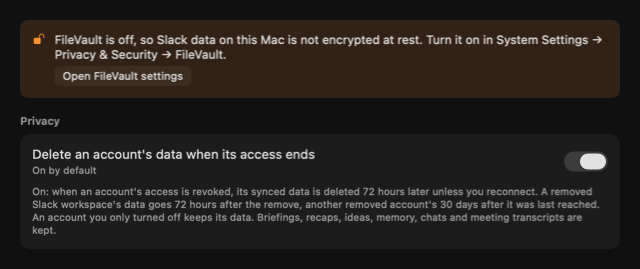 FileVault is off, so Slack data on this Mac is not encrypted at rest. Turn it on in System Settings →
Privacy & Security → FileVault.
Open FileVault settings
Privacy
Delete an account's data when its access ends
On by default
On: when an account's access is revoked, its synced data is deleted 72 hours later unless you reconnect. A removed
Slack workspace's data goes 72 hours after the remove, another removed account's 30 days after it was last reached.
An account you only turned off keeps its data. Briefings, recaps, ideas, memory, chats and meeting transcripts are
kept.